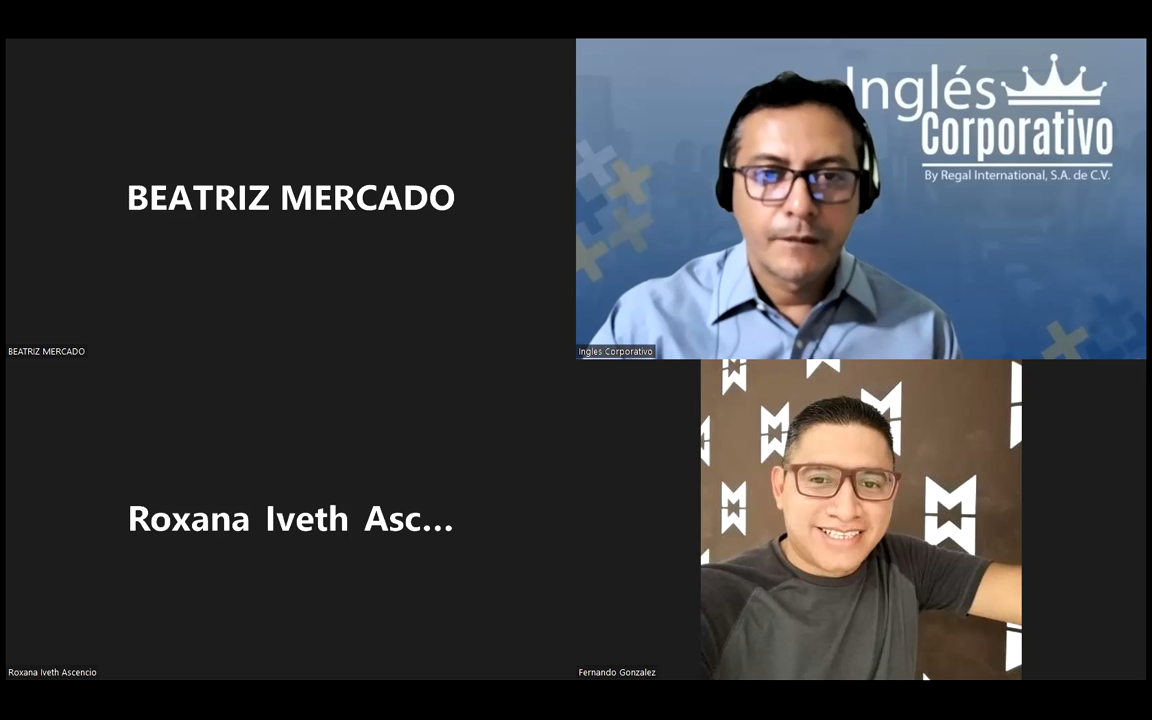 BEATRIZ MERCADO
BEATRIZ MERCADO
Inglés
Corporativo
By Regal International, S.A. de C.V.
Ingles Corporativo
Roxana Iveth Asc...
Roxana Iveth Ascencio
Fernando Gonzalez